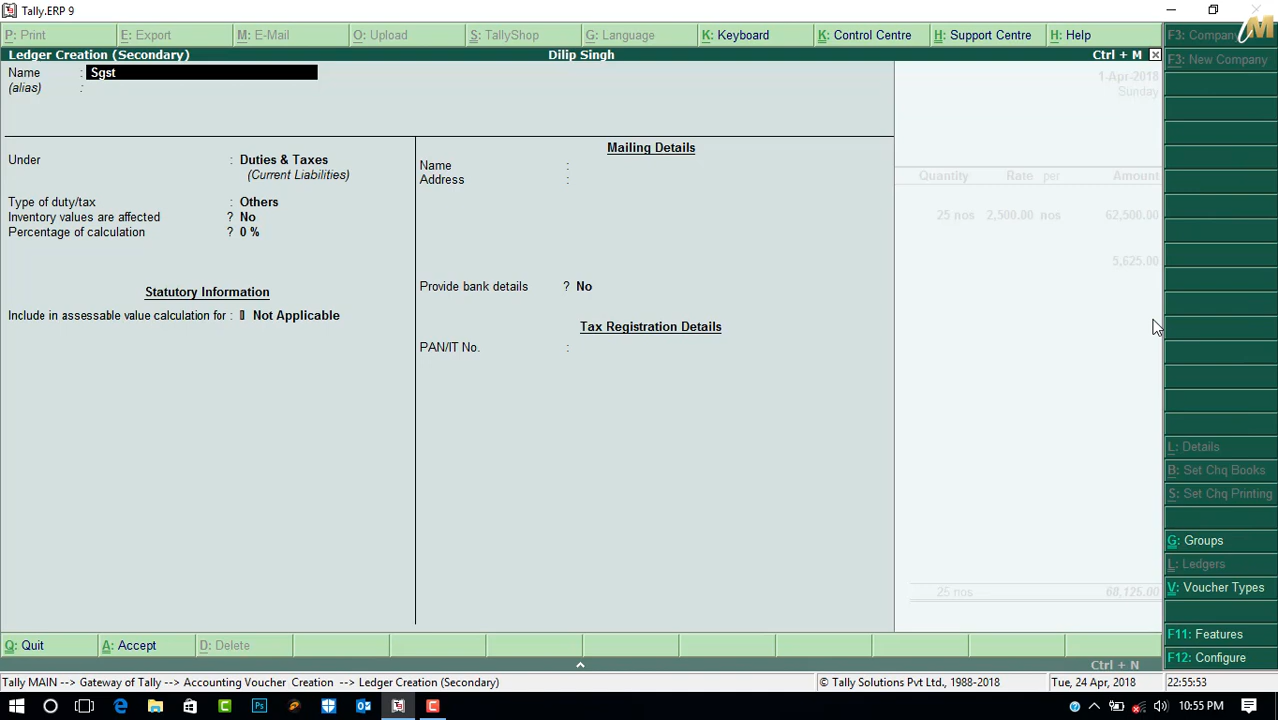 Tally.ERP 9
P: Print
E: Export
M: E-Mail
O: Upload
S: TallyShop
G: Language
K: Keyboard
K: Control Centre
H: Support Centre
H: Help
F3: Company
Ledger Creation (Secondary)
Dilip Singh
Ctrl + M
F3: New Company
Name : Sgst
(alias) :
1-Apr-2018
Sunday
Under : Duties & Taxes
(Current Liabilities)
Type of duty/tax : Others
Inventory values are affected ? No
Percentage of calculation ? 0 %
Statutory Information
Include in assessable value calculation for : Not Applicable
Mailing Details
Name :
Address :
Provide bank details ? No
Tax Registration Details
PAN/IT No. :
Quantity Rate per Amount
25 nos 2,500.00 nos 62,500.00
5,625.00
25 nos 68,125.00
L: Details
B: Set Chq Books
S: Set Chq Printing
G: Groups
L: Ledgers
V: Voucher Types
F11: Features
F12: Configure
Q: Quit
A: Accept
D: Delete
Ctrl + N
Tally MAIN --> Gateway of Tally --> Accounting Voucher Creation --> Ledger Creation (Secondary)
© Tally Solutions Pvt Ltd., 1988-2018
Tue, 24 Apr, 2018
22:55:53
10:55 PM